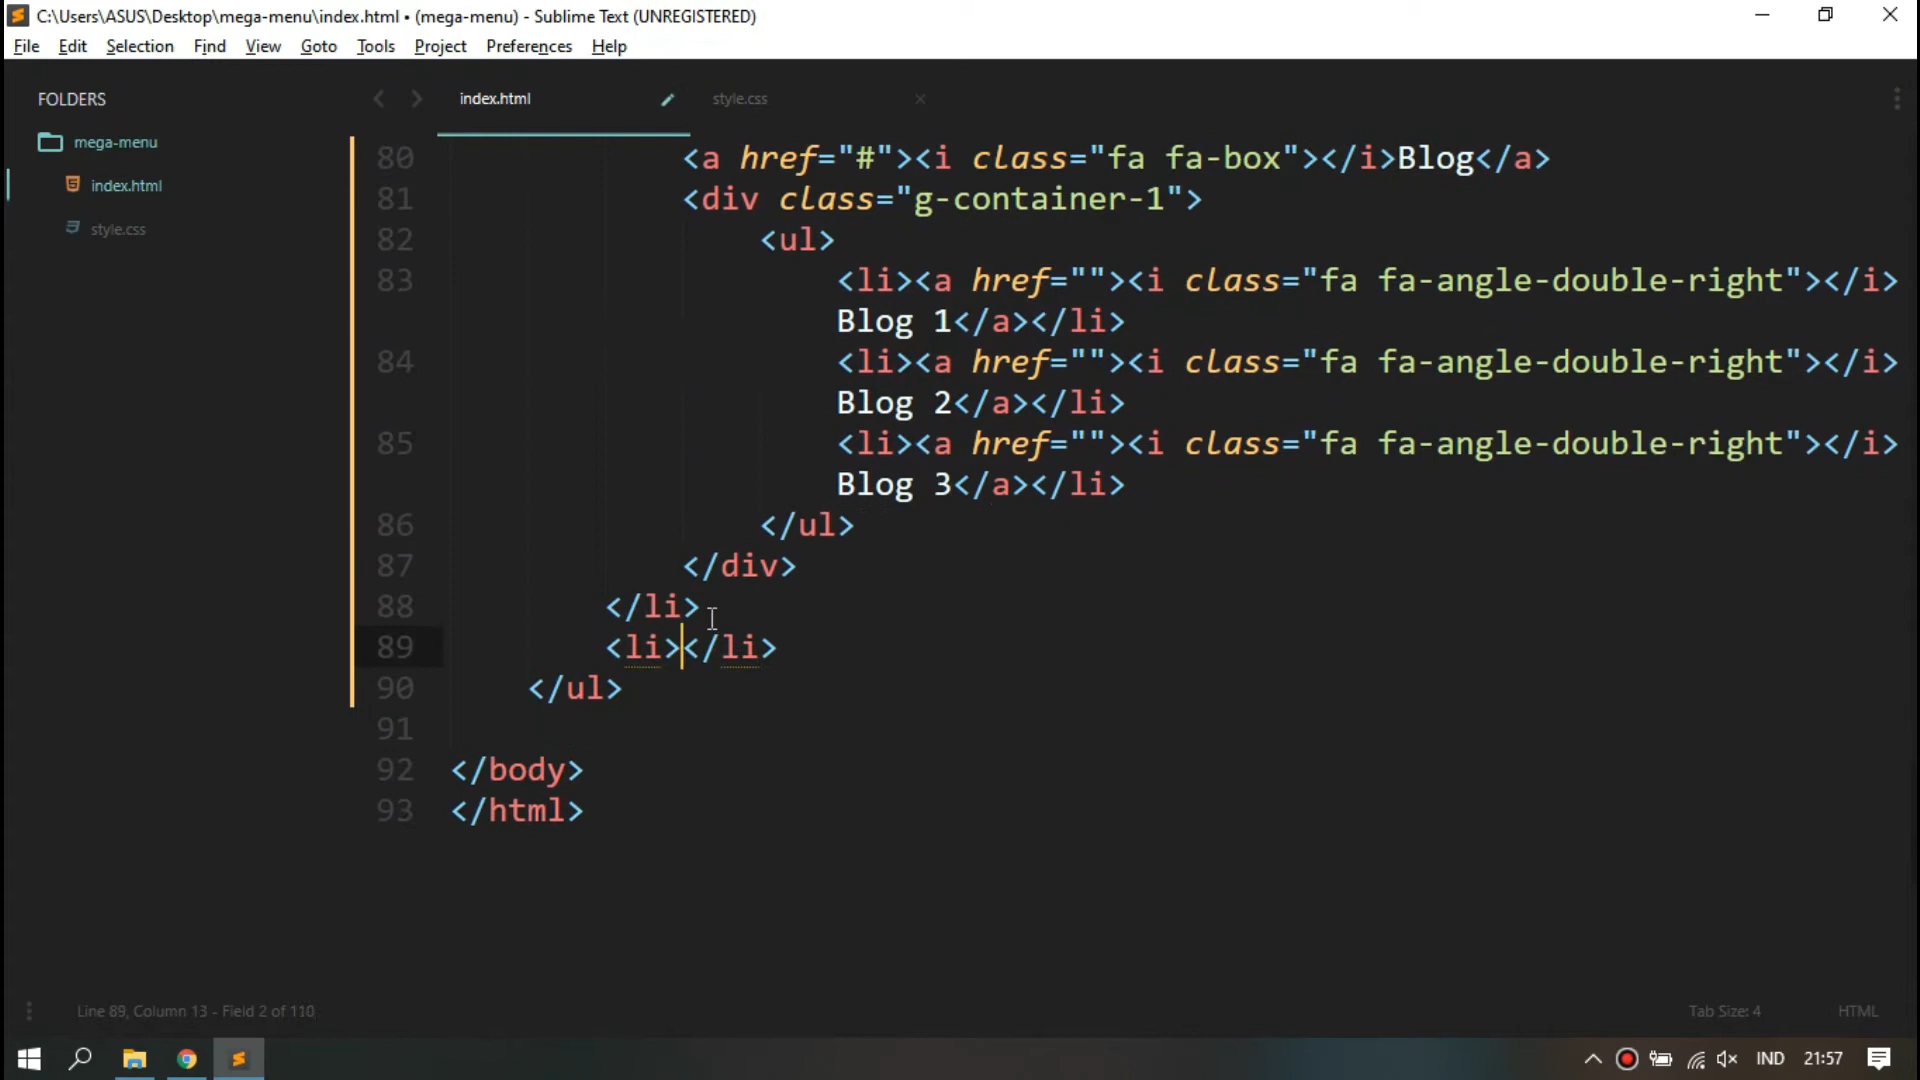 C:\Users\ASUS\Desktop\mega-menu\index.html • (mega-menu) - Sublime Text (UNREGISTERED)
File Edit Selection Find View Goto Tools Project Preferences Help
FOLDERS
mega-menu
index.html
style.css
index.html style.css
80 <a href="#"><i class="fa fa-box"></i>Blog</a>
81 <div class="g-container-1">
82 <ul>
83 <li><a href=""><i class="fa fa-angle-double-right"></i>
Blog 1</a></li>
84 <li><a href=""><i class="fa fa-angle-double-right"></i>
Blog 2</a></li>
85 <li><a href=""><i class="fa fa-angle-double-right"></i>
Blog 3</a></li>
86 </ul>
87 </div>
88 </li>
89 <li></li>
90 </ul>
91
92 </body>
93 </html>
Line 89, Column 13 - Field 2 of 110 Tab Size: 4 HTML
IND 21:57